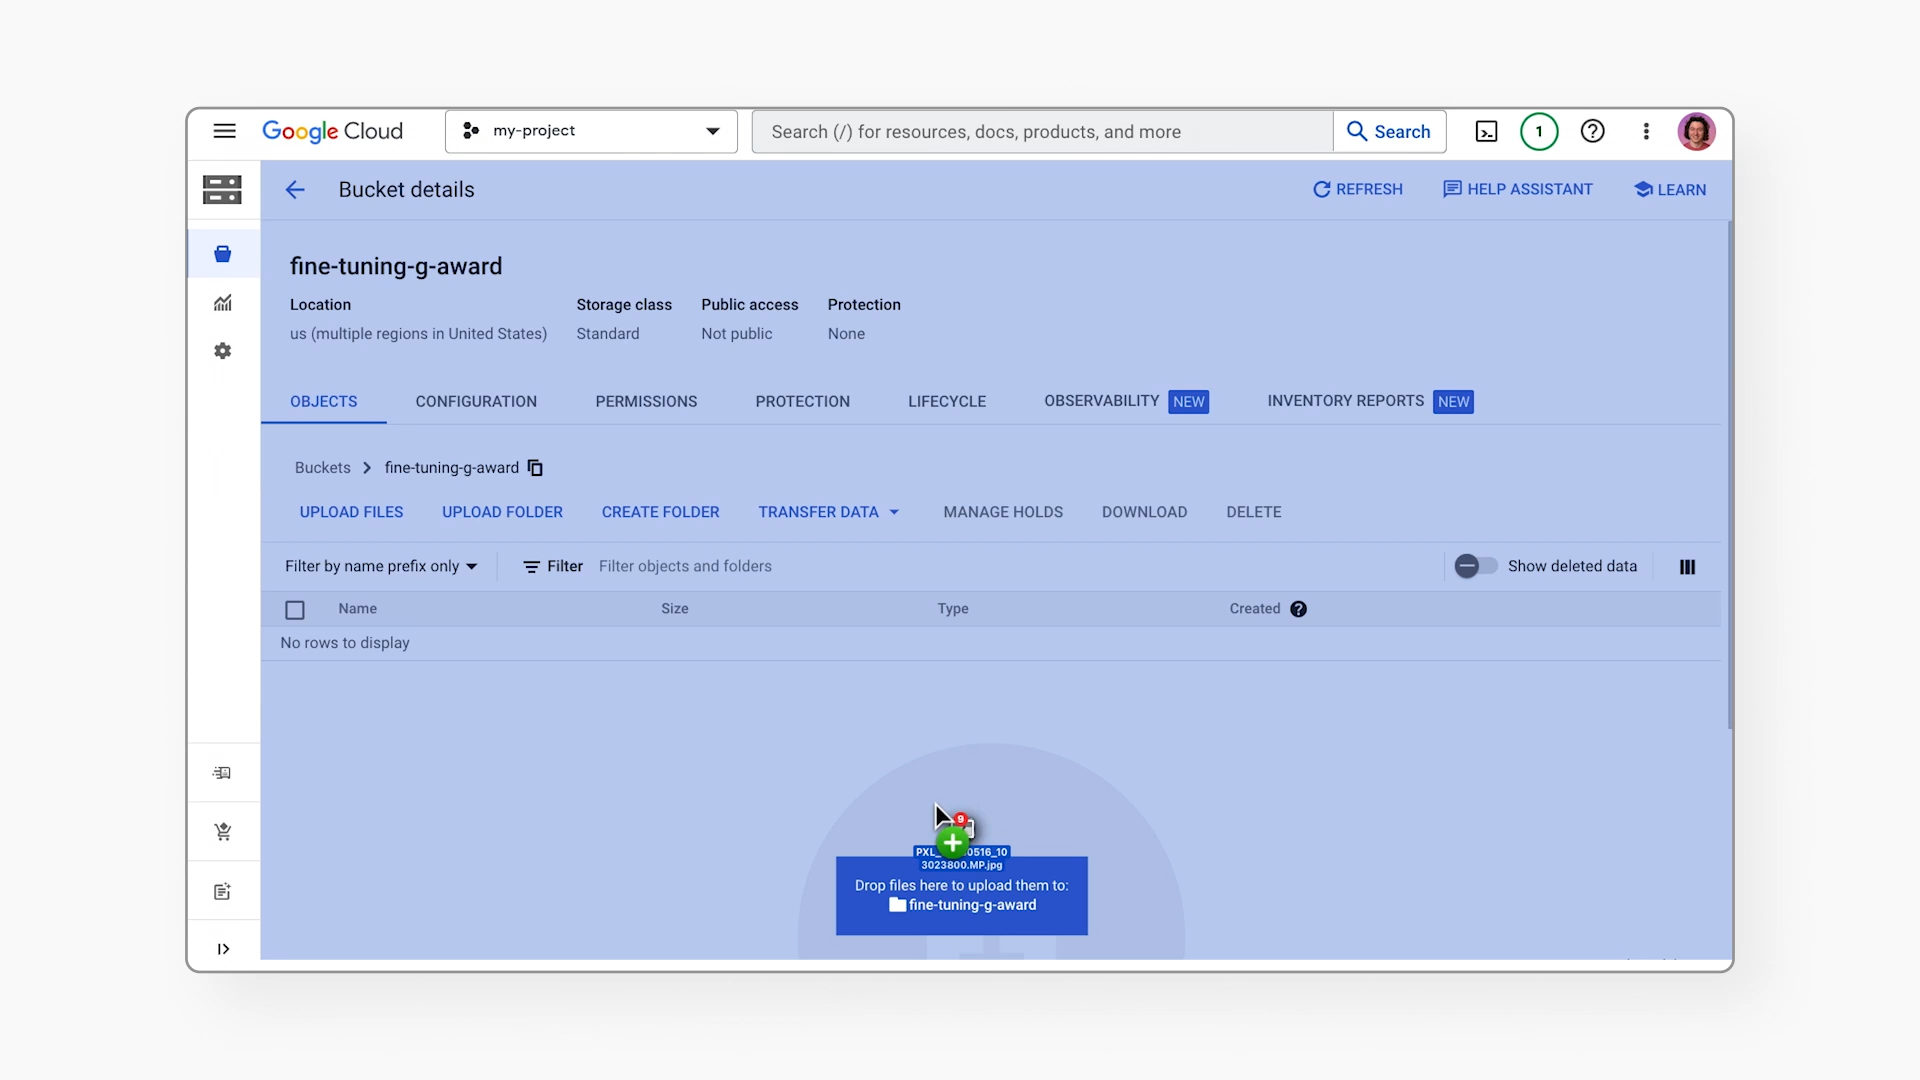 Google Cloud
my-project
Search (/) for resources, docs, products, and more
Search
1
Bucket details
REFRESH
HELP ASSISTANT
LEARN
fine-tuning-g-award
Location
Storage class
Public access
Protection
us (multiple regions in United States)
Standard
Not public
None
OBJECTS
CONFIGURATION
PERMISSIONS
PROTECTION
LIFECYCLE
OBSERVABILITY NEW
INVENTORY REPORTS NEW
Buckets > fine-tuning-g-award
UPLOAD FILES
UPLOAD FOLDER
CREATE FOLDER
TRANSFER DATA
MANAGE HOLDS
DOWNLOAD
DELETE
Filter by name prefix only
Filter
Filter objects and folders
Show deleted data
Name
Size
Type
Created
No rows to display
9
3023800.MP.jpg
Drop files here to upload them to:
fine-tuning-g-award